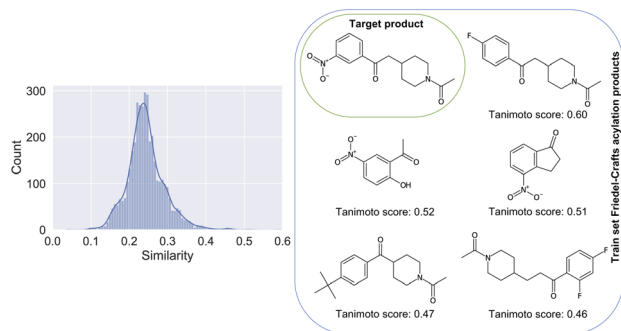 Target product
Train set Friedel-Crafts acylation products
Count
300
200
100
0
0.0
0.1
0.2
0.3
0.4
0.5
0.6
Similarity
O
N+
O-
O
N
O
F
O
N
O
Tanimoto score: 0.60
O-
N+
O
O
OH
Tanimoto score: 0.52
O
N+
O
O-
Tanimoto score: 0.51
O
N
O
Tanimoto score: 0.47
O
N
O
F
F
Tanimoto score: 0.46